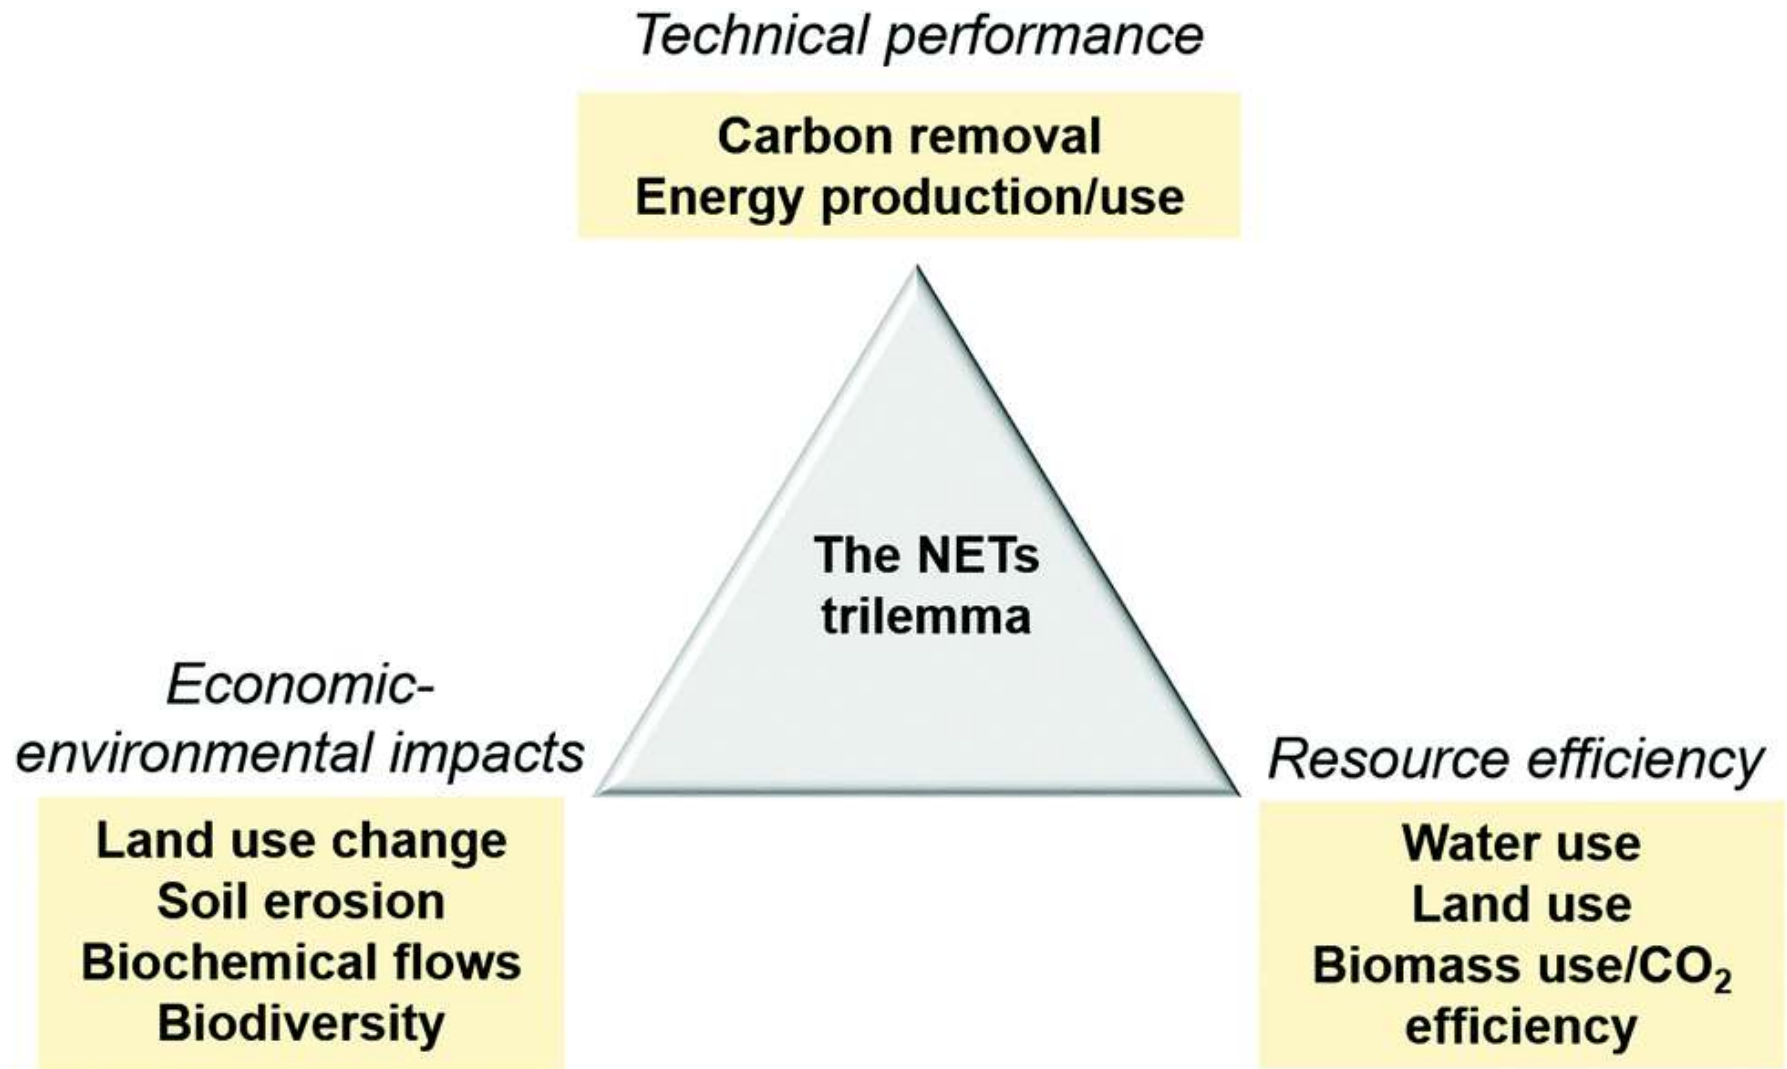 Technical performance
Carbon removal
Energy production/use
The NETs
trilemma
Economic-
environmental impacts
Land use change
Soil erosion
Biochemical flows
Biodiversity
Resource efficiency
Water use
Land use
Biomass use/CO₂
efficiency